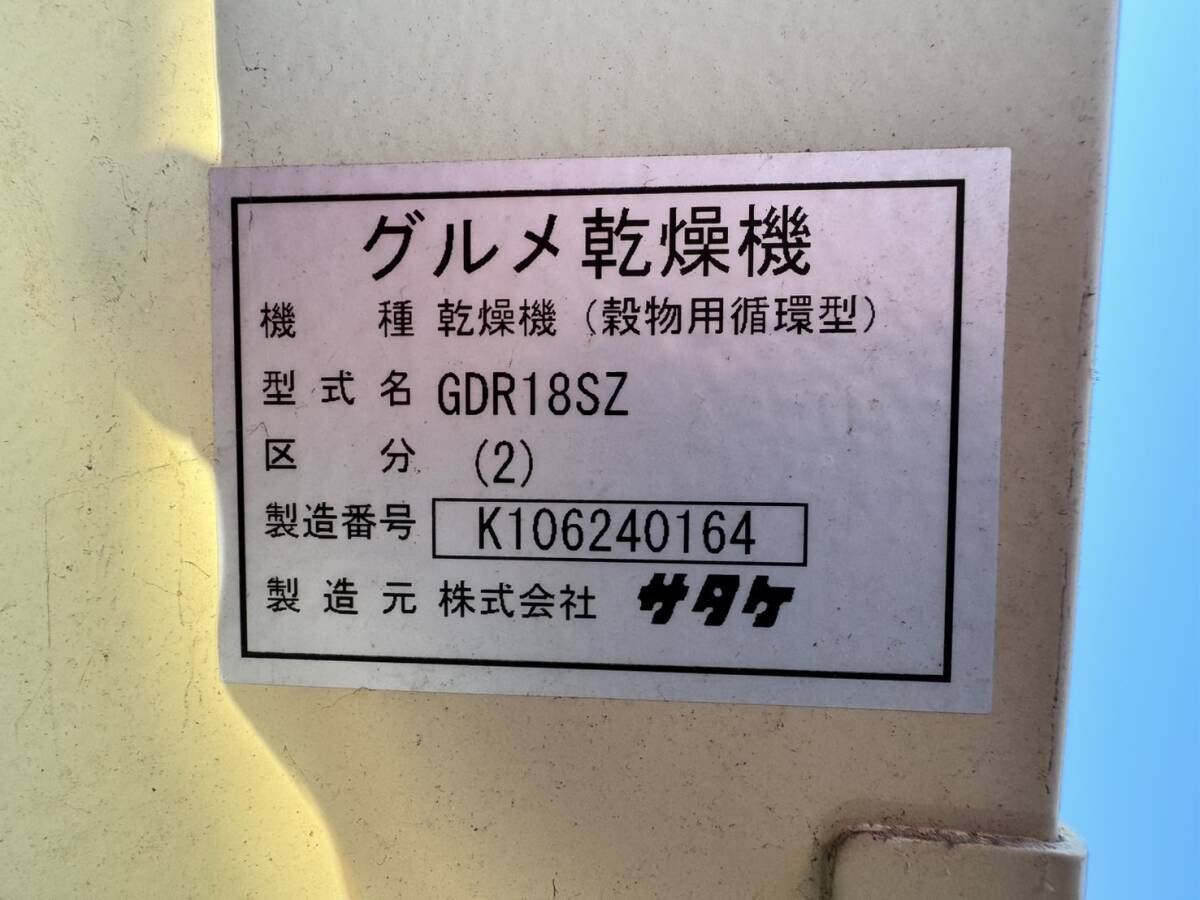 グルメ乾燥機
機種 乾燥機（穀物用循環型）
型式名 GDR18SZ
区分 (2)
製造番号 K106240164
製造元 株式会社 サタケ